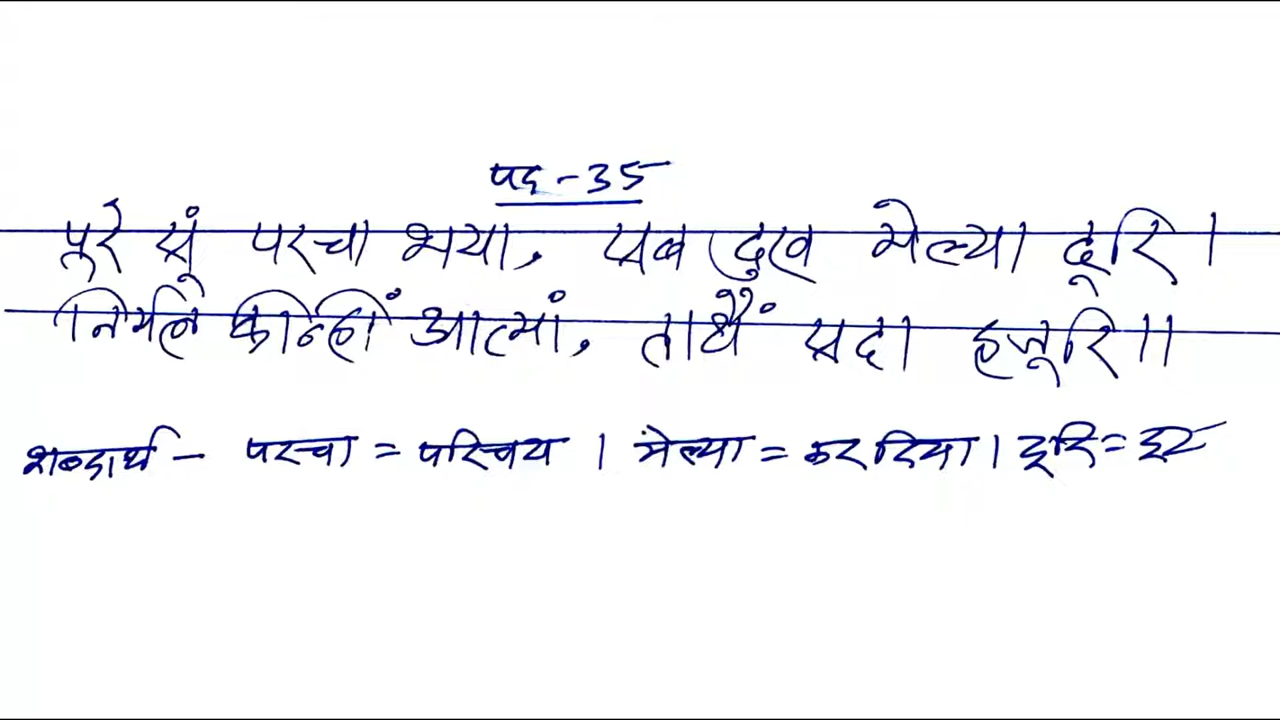 पद - 35
पूरे सूं परचा भया, सब दुख मेल्या दूरि ।
निर्मल कीन्हीं आत्मां, ताथैं सदा हजूरि ।।
शब्दार्थ - परचा = परिचय । मेल्या = कर दिया । दूरि = दूर